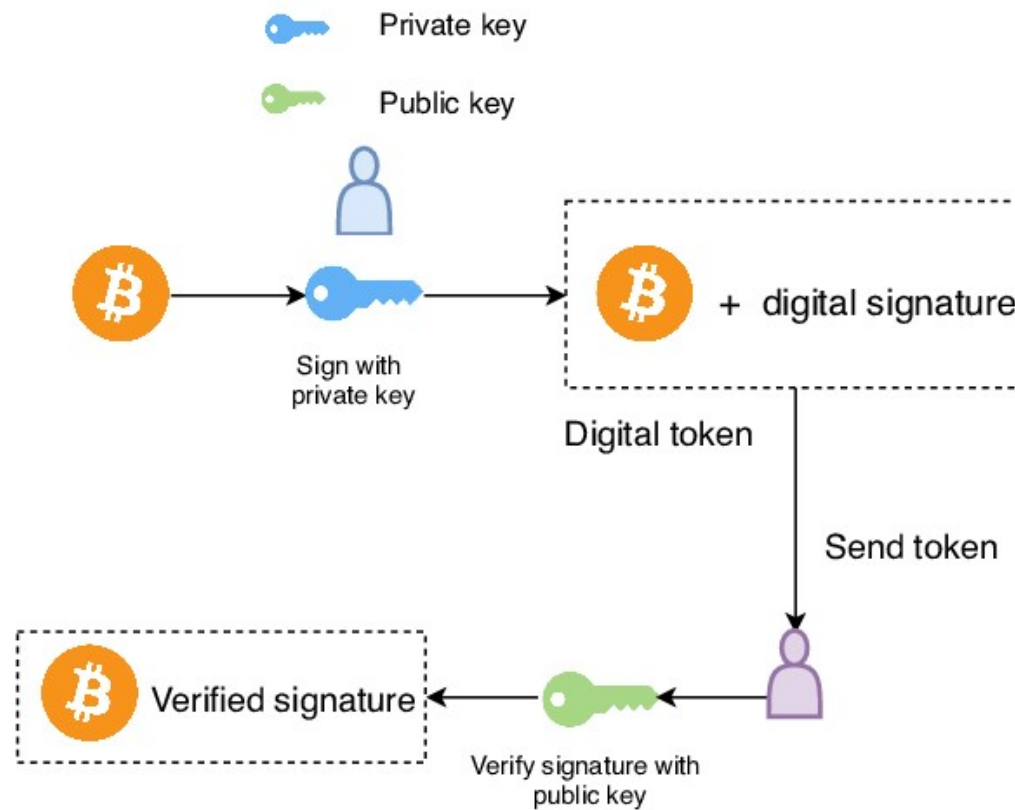 Private key
Public key
+ digital signature
Sign with
private key
Digital token
Send token
Verified signature
Verify signature with
public key